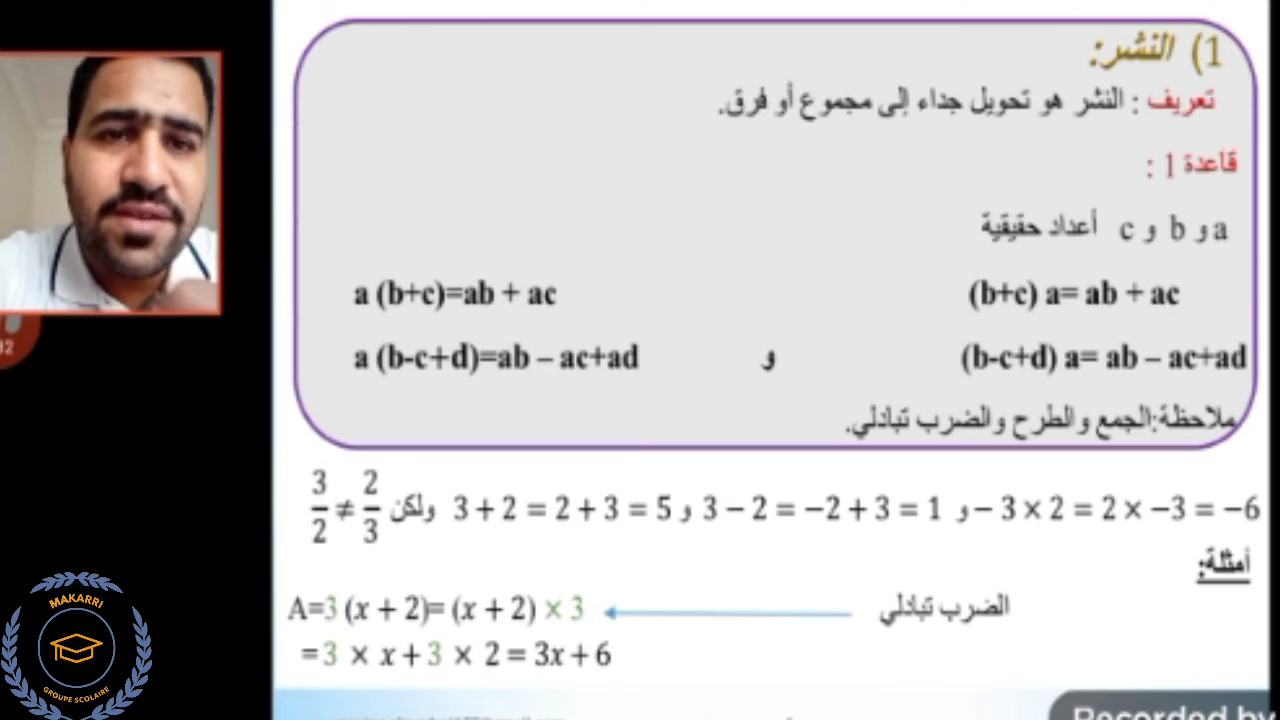 1) النشر:
تعريف : النشر هو تحويل جداء إلى مجموع أو فرق.
قاعدة 1 :
a و b و c أعداد حقيقية
(b+c) a= ab + ac a (b+c)=ab + ac
(b-c+d) a= ab – ac+ad و a (b-c+d)=ab – ac+ad
ملاحظة:الجمع والطرح والضرب تبادلي.
− 3 × 2 = 2 × −3 = −6 و 3 − 2 = −2 + 3 = 1 و 3 + 2 = 2 + 3 = 5 ولكن 2/3 ≠ 3/2
أمثلة:
A=3 (x + 2)= (x + 2) × 3 الضرب تبادلي
=3 × x + 3 × 2 = 3x + 6
MAKARRI
GROUPE SCOLAIRE
Recorded by